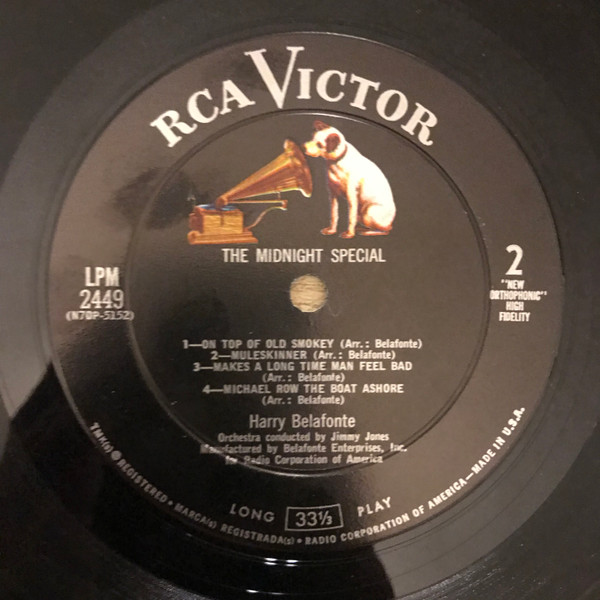 RCA VICTOR
THE MIDNIGHT SPECIAL
LPM
2449
(N7OP-5152)
2
"NEW
ORTHOPHONIC"
HIGH
FIDELITY
1—ON TOP OF OLD SMOKEY (Arr.: Belafonte)
2—MULESKINNER (Arr.: Belafonte)
3—MAKES A LONG TIME MAN FEEL BAD
(Arr.: Belafonte)
4—MICHAEL ROW THE BOAT ASHORE
(Arr.: Belafonte)
Harry Belafonte
Orchestra conducted by Jimmy Jones
Manufactured by Belafonte Enterprises, Inc.
for Radio Corporation of America
LONG 33⅓ PLAY
TMK(s) ® REGISTERED • MARCA(s) REGISTRADA(s) • RADIO CORPORATION OF AMERICA—MADE IN U.S.A.